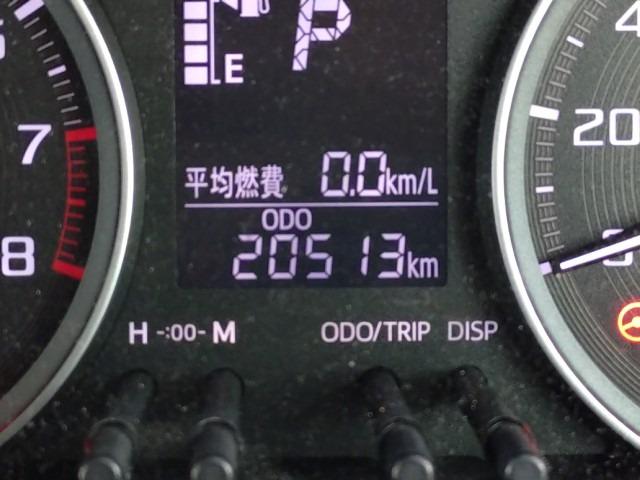 E P
平均燃費 0.0km/L
ODO
20513km
7
8
20
H -:00- M ODO/TRIP DISP